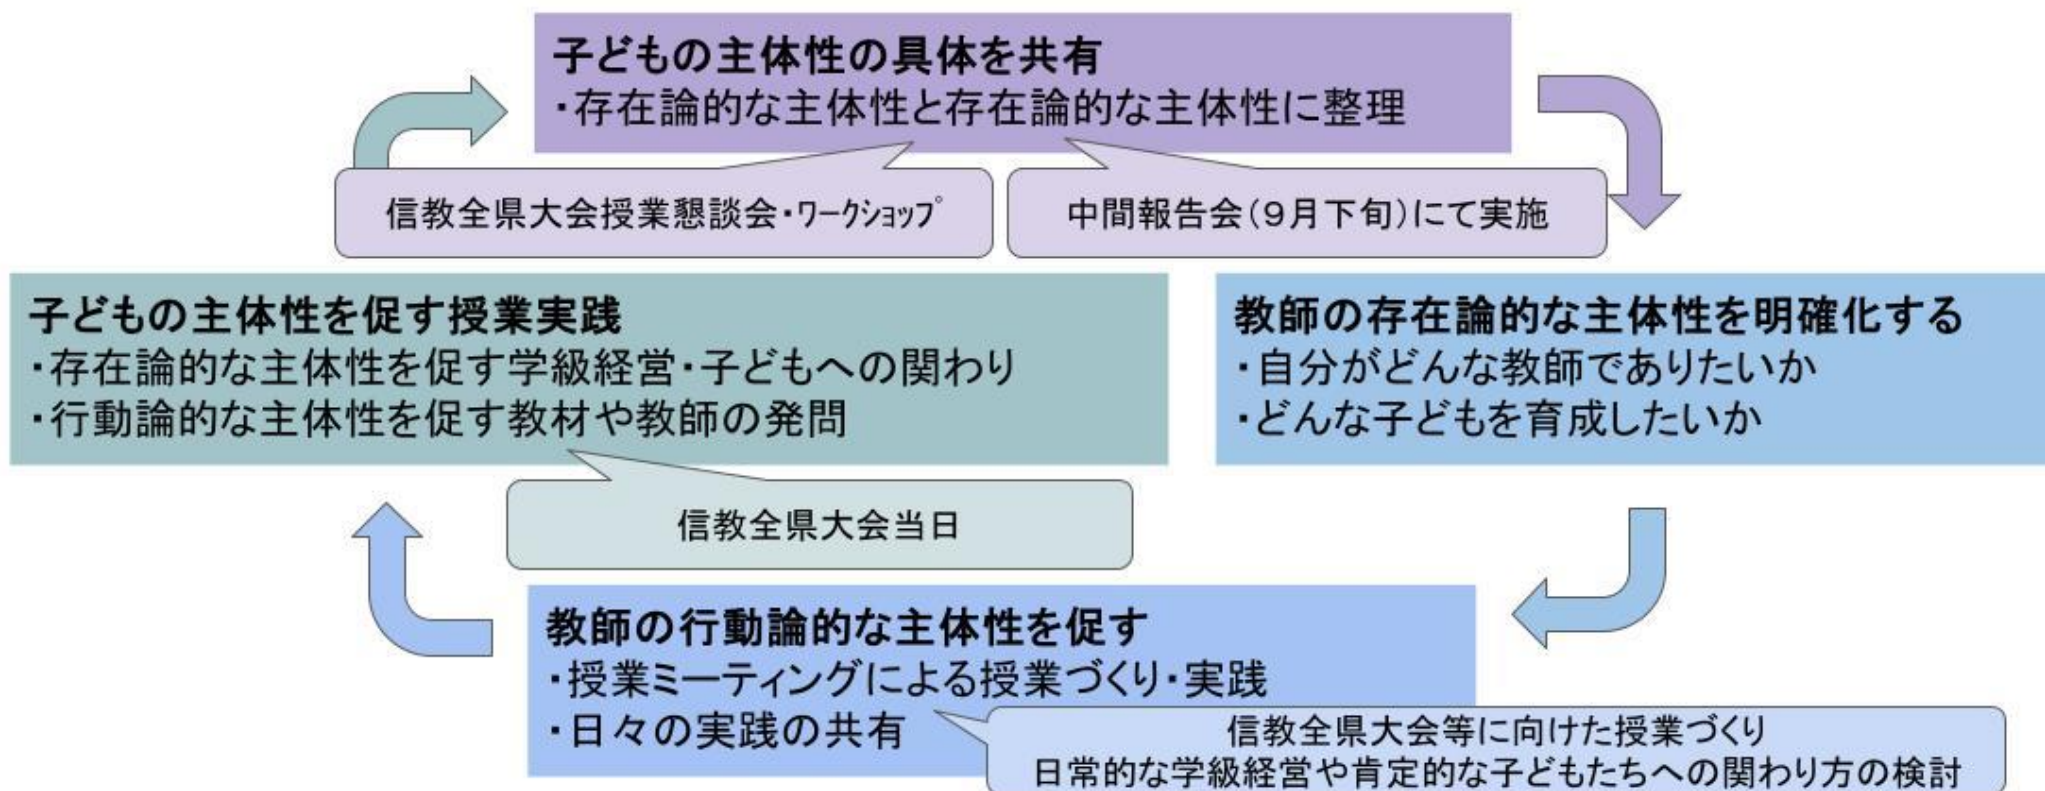 子どもの主体性の具体を共有
・存在論的な主体性と存在論的な主体性に整理
信教全県大会授業懇談会・ワークショップ
中間報告会(9月下旬)にて実施
子どもの主体性を促す授業実践
・存在論的な主体性を促す学級経営・子どもへの関わり
・行動論的な主体性を促す教材や教師の発問
教師の存在論的な主体性を明確化する
・自分がどんな教師でありたいか
・どんな子どもを育成したいか
信教全県大会当日
教師の行動論的な主体性を促す
・授業ミーティングによる授業づくり・実践
・日々の実践の共有
信教全県大会等に向けた授業づくり
日常的な学級経営や肯定的な子どもたちへの関わり方の検討